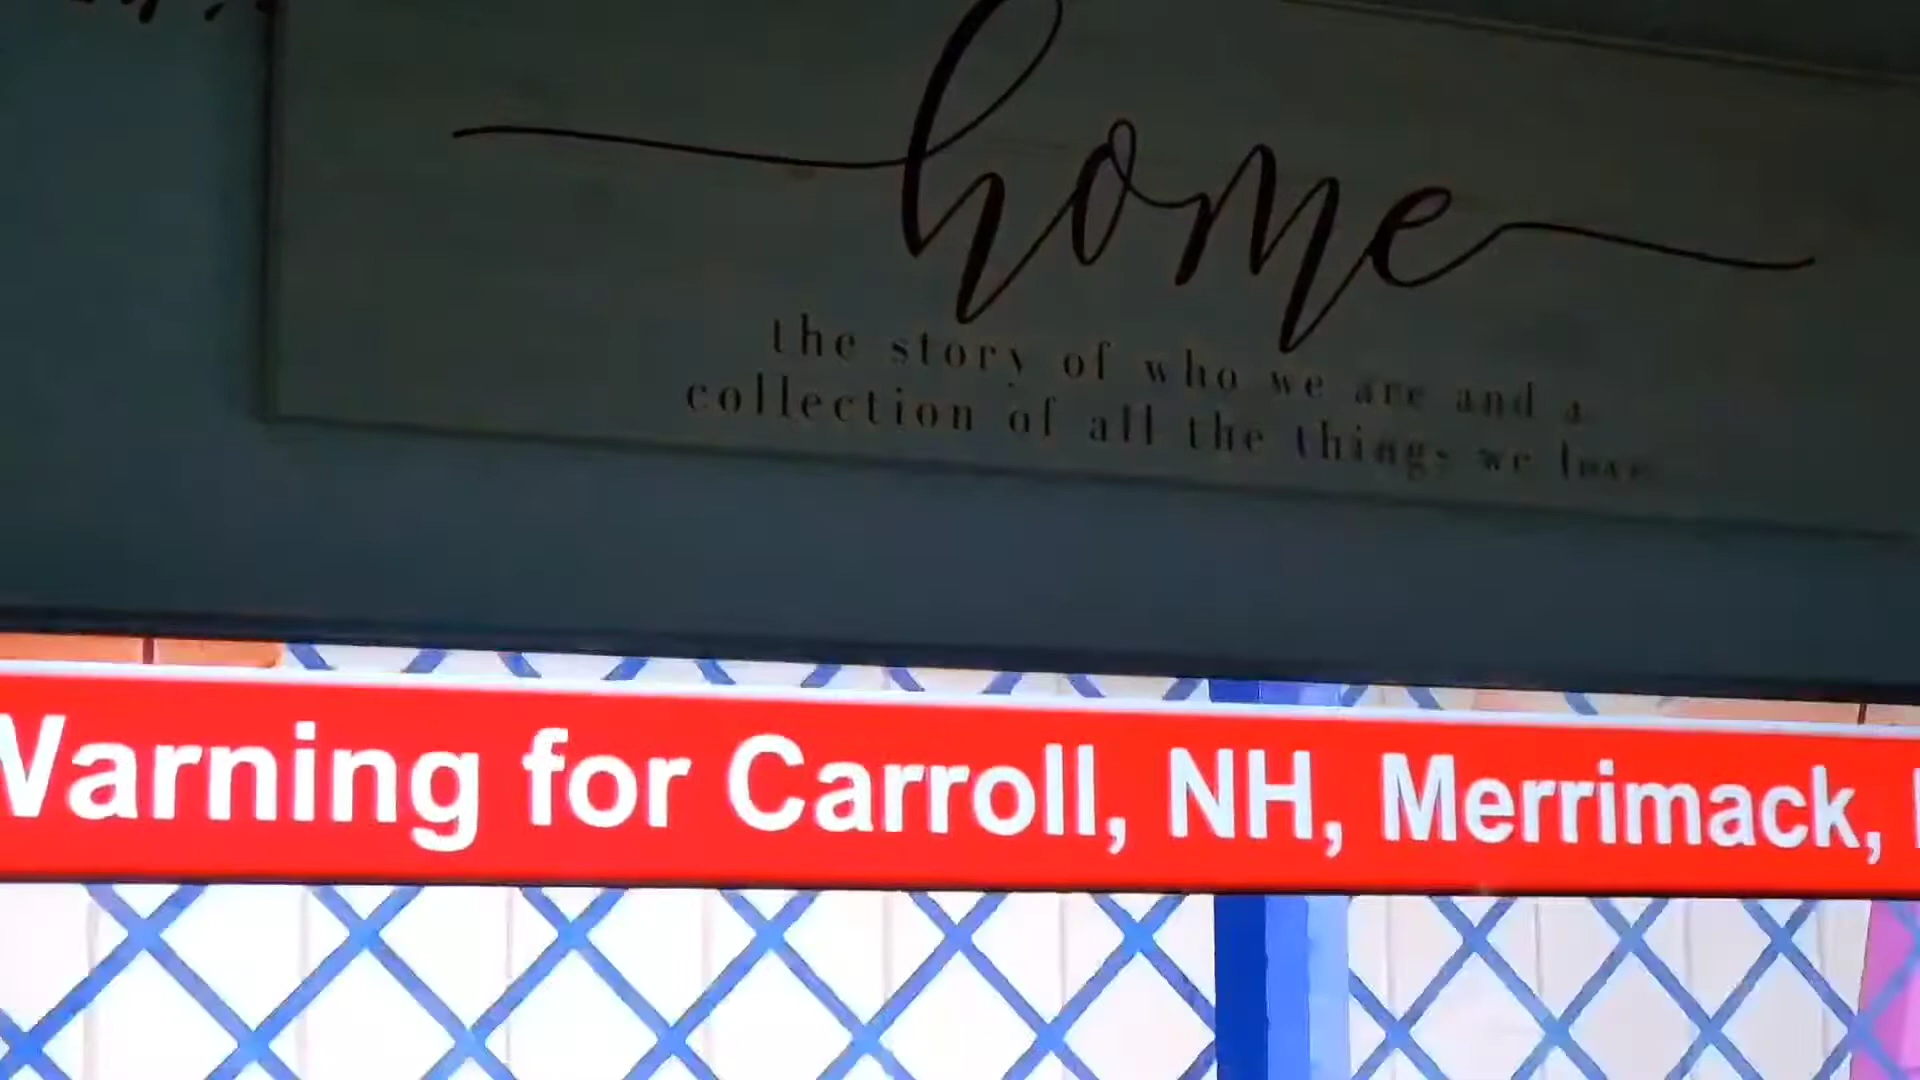 home
the story of who we are and a
collection of all the things we love
Warning for Carroll, NH, Merrimack,